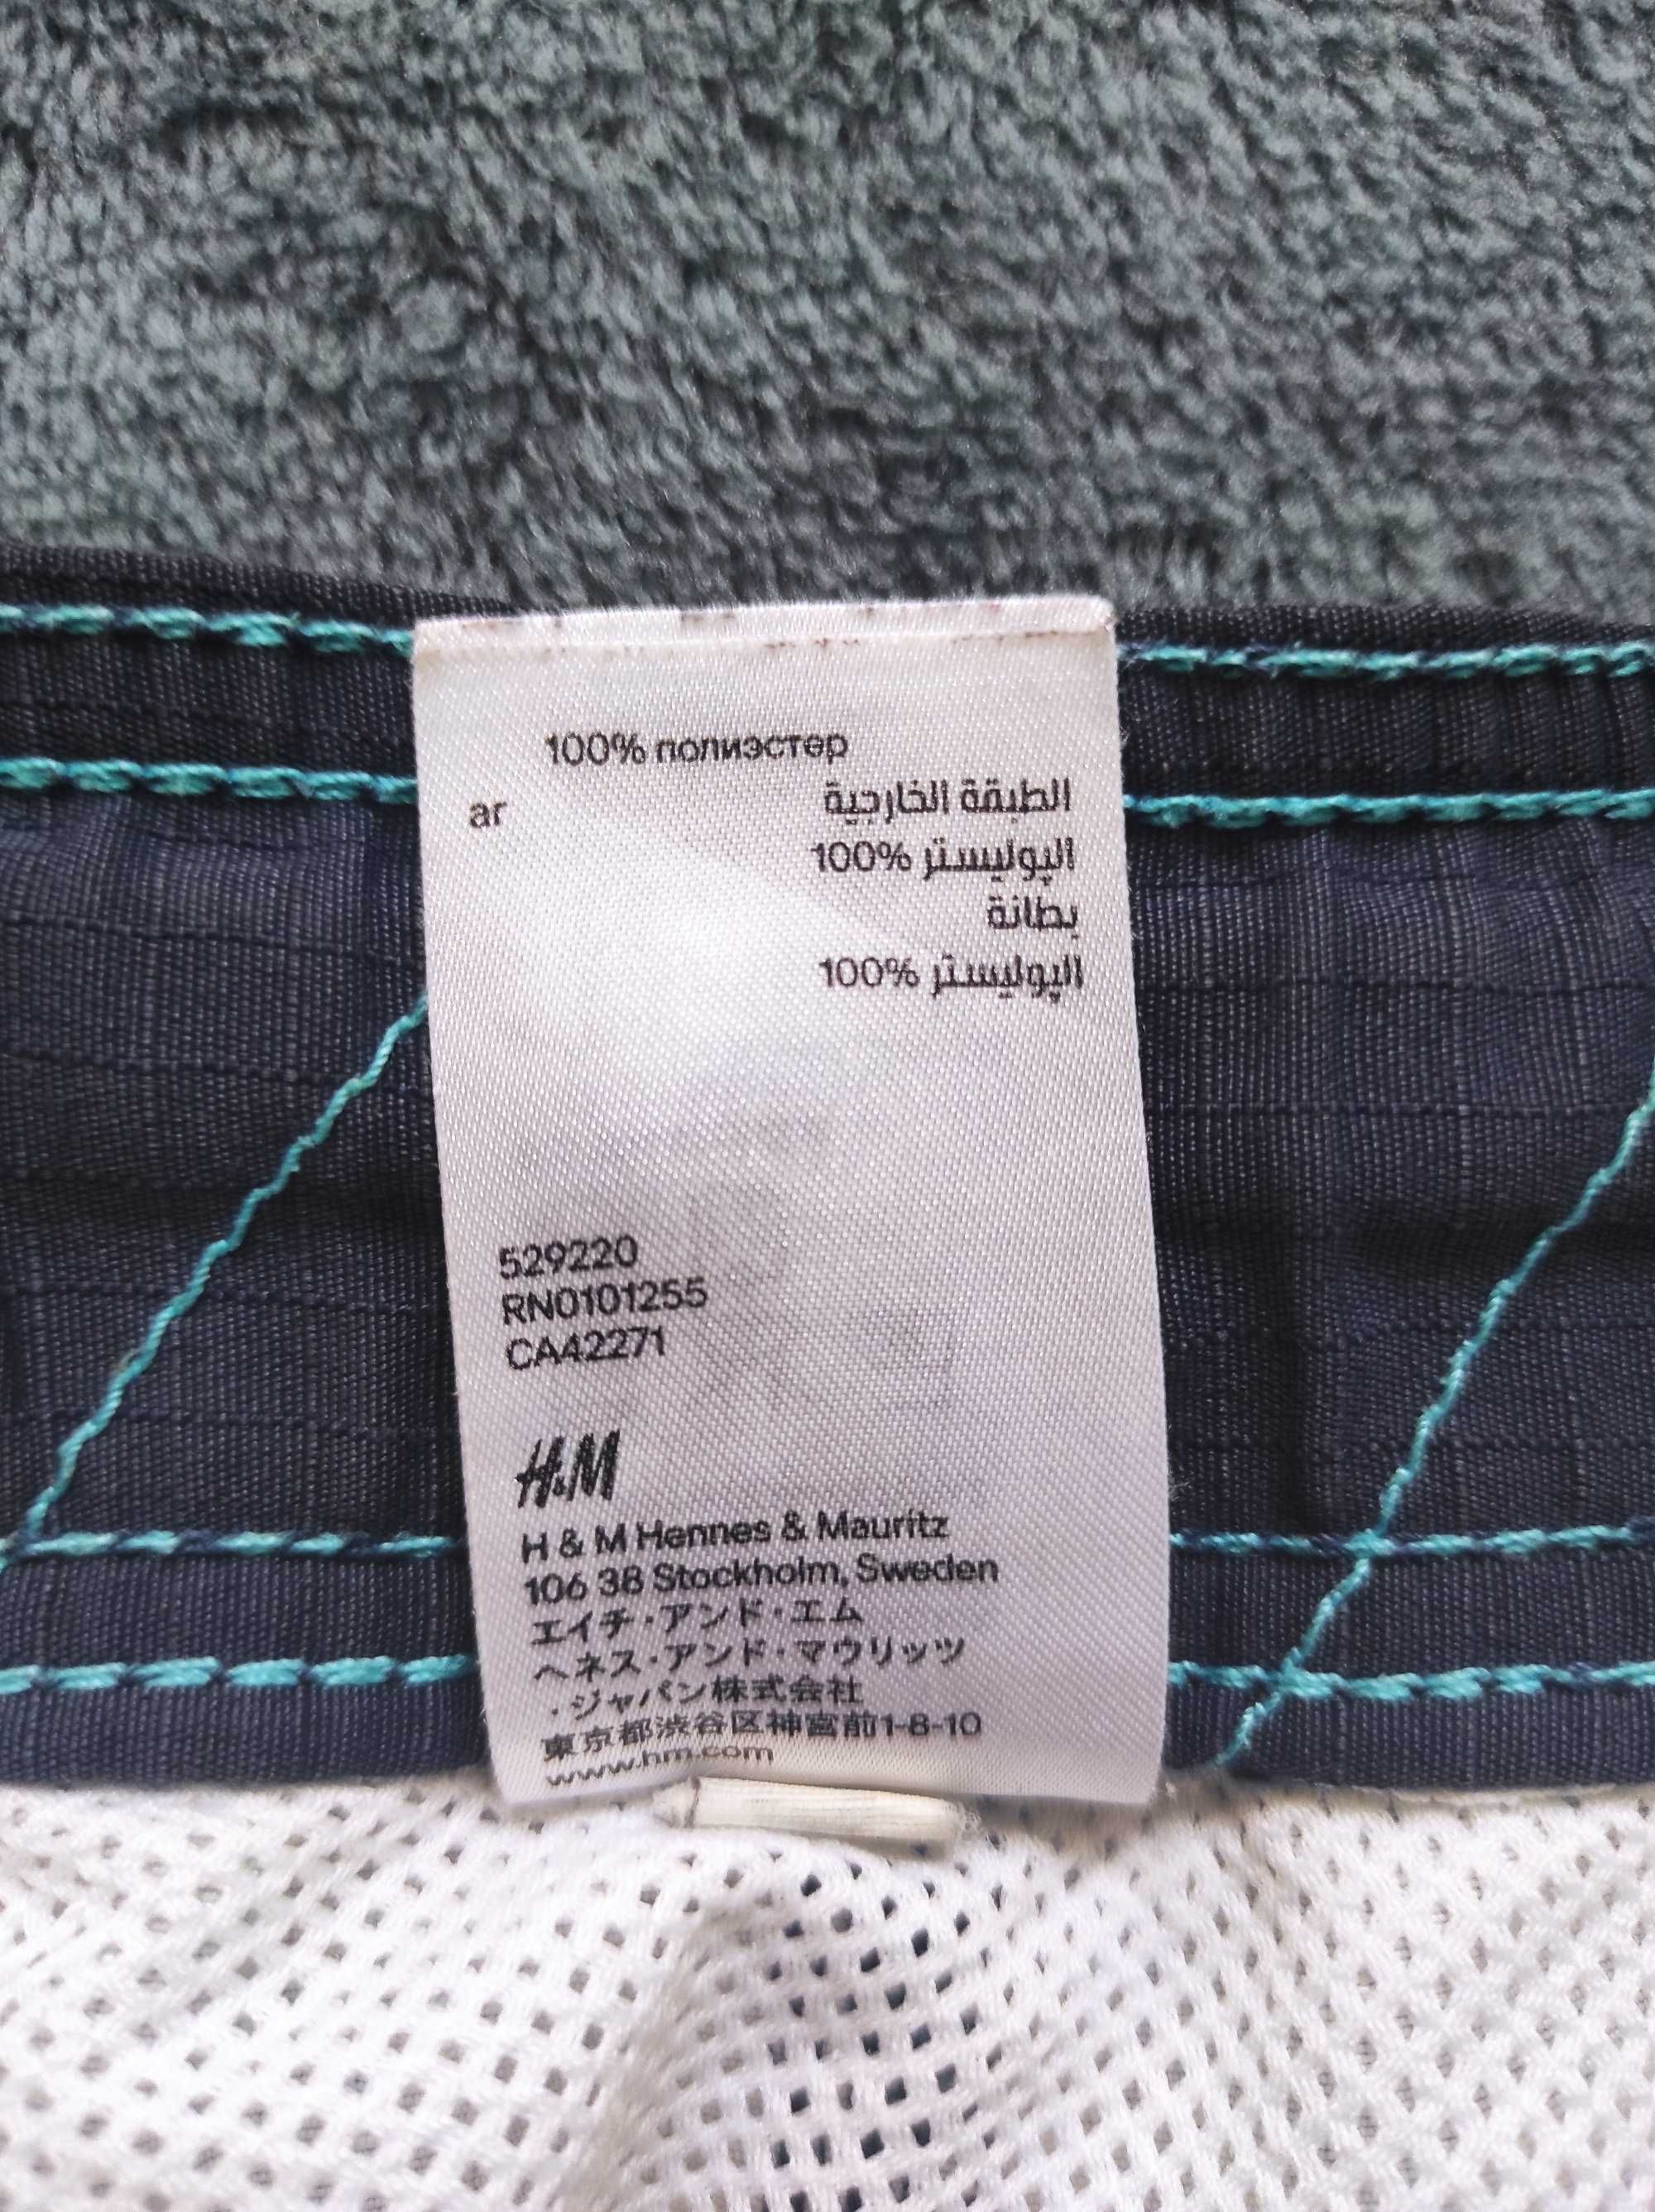 100% полиэстер
ar الطبقة الخارجية
البوليستر %100
بطانة
البوليستر %100
529220
RN0101255
CA42271
H&M
H & M Hennes & Mauritz
106 38 Stockholm, Sweden
エイチ・アンド・エム
ヘネス・アンド・マウリッツ
・ジャパン株式会社
東京都渋谷区神宮前1-8-10
www.hm.com